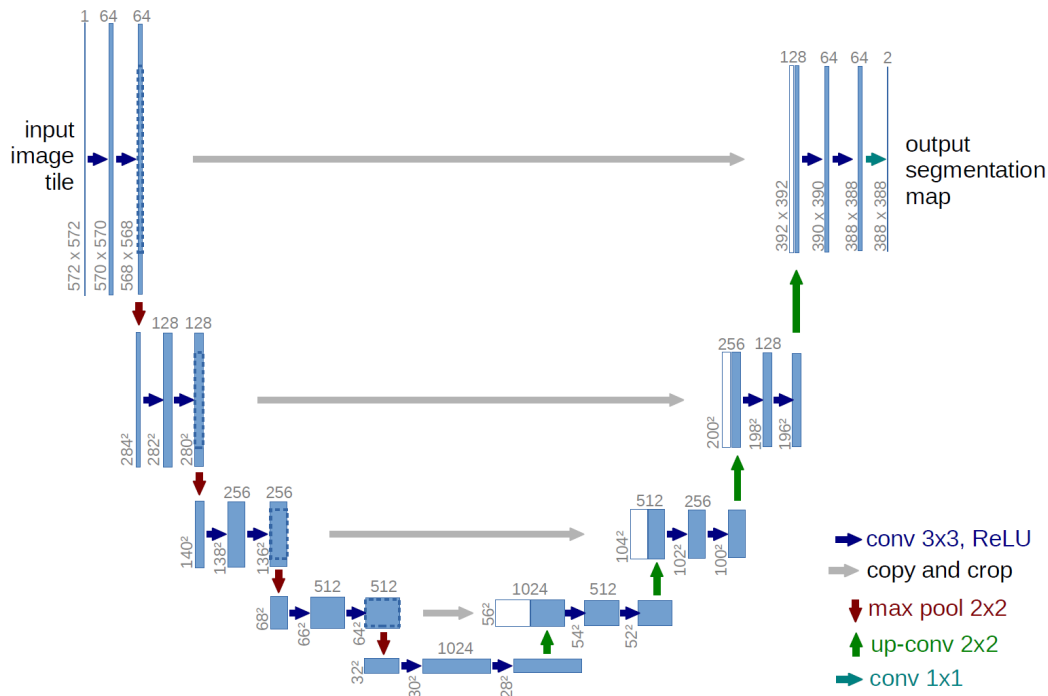 1 64 64
128
64 64 2
input
image
tile
output
segmentation
map
572 x 572
570 x 570
568 x 568
392 x 392
390 x 390
388 x 388
388 x 388
128 128
256 128
284²
282²
280²
200²
198²
196²
256 256
512 256
140²
138²
136²
104²
102²
100²
conv 3x3, ReLU
copy and crop
max pool 2x2
up-conv 2x2
conv 1x1
512 512
1024 512
68²
66²
64²
56²
54²
52²
1024
32²
30²
28²